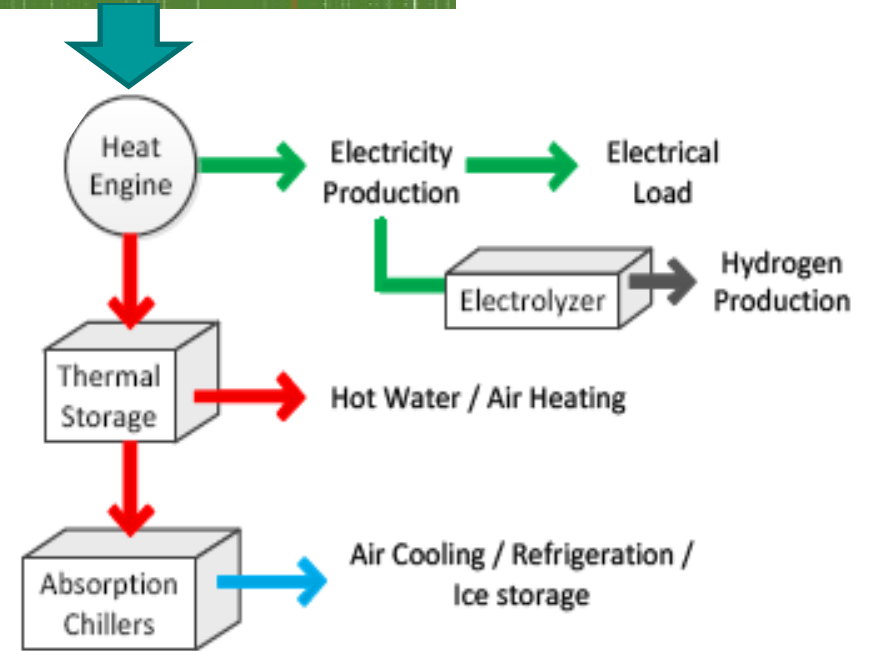 Heat
Engine
Electricity
Production
Electrical
Load
Electrolyzer
Hydrogen
Production
Thermal
Storage
Hot Water / Air Heating
Absorption
Chillers
Air Cooling / Refrigeration /
Ice storage